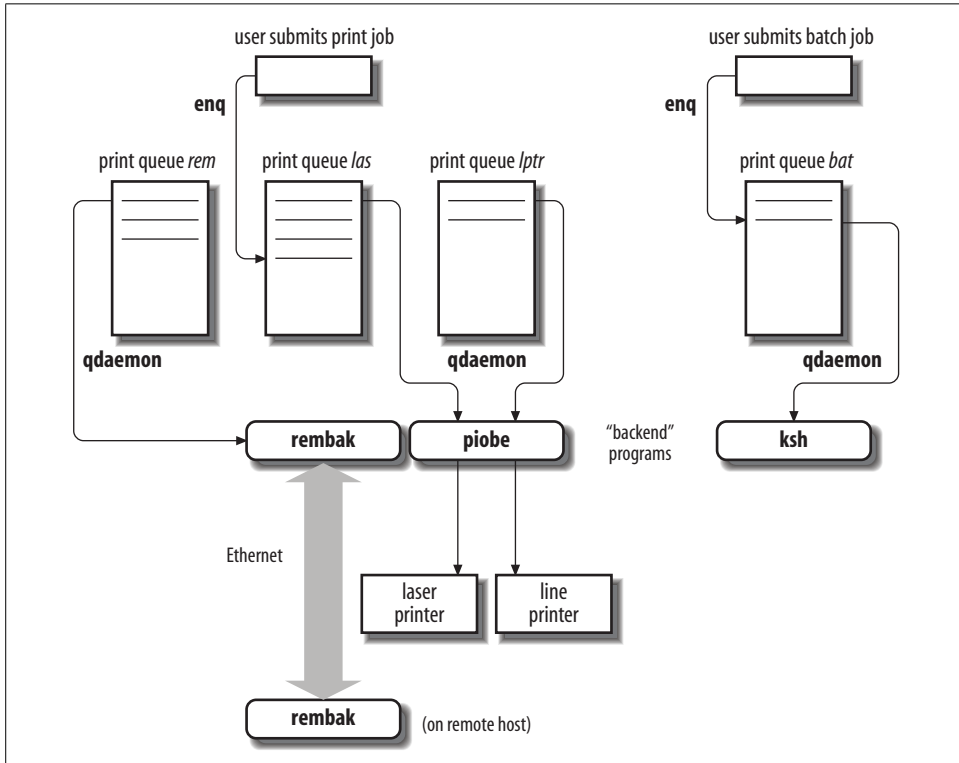 user submits print job
user submits batch job
enq
enq
print queue rem
print queue las
print queue lptr
print queue bat
qdaemon
qdaemon
qdaemon
rembak
piobe
"backend"
programs
ksh
Ethernet
laser
printer
line
printer
rembak
(on remote host)